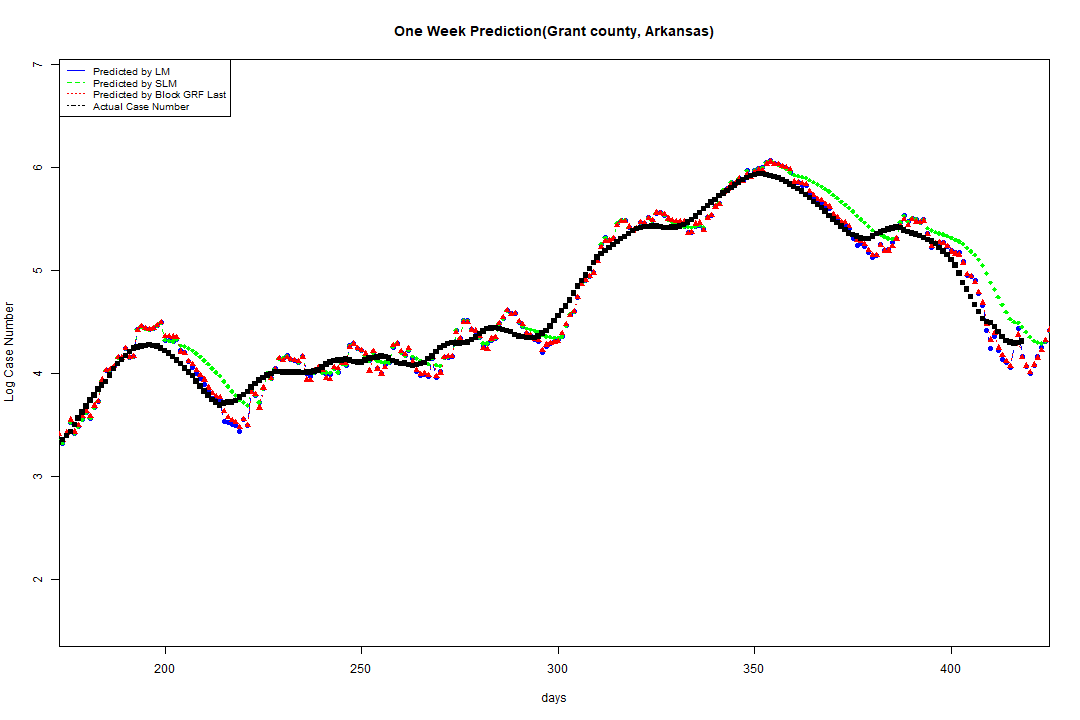 One Week Prediction(Grant county, Arkansas)
Predicted by LM
Predicted by SLM
Predicted by Block GRF Last
Actual Case Number
7
6
5
4
3
2
Log Case Number
200
250
300
350
400
days